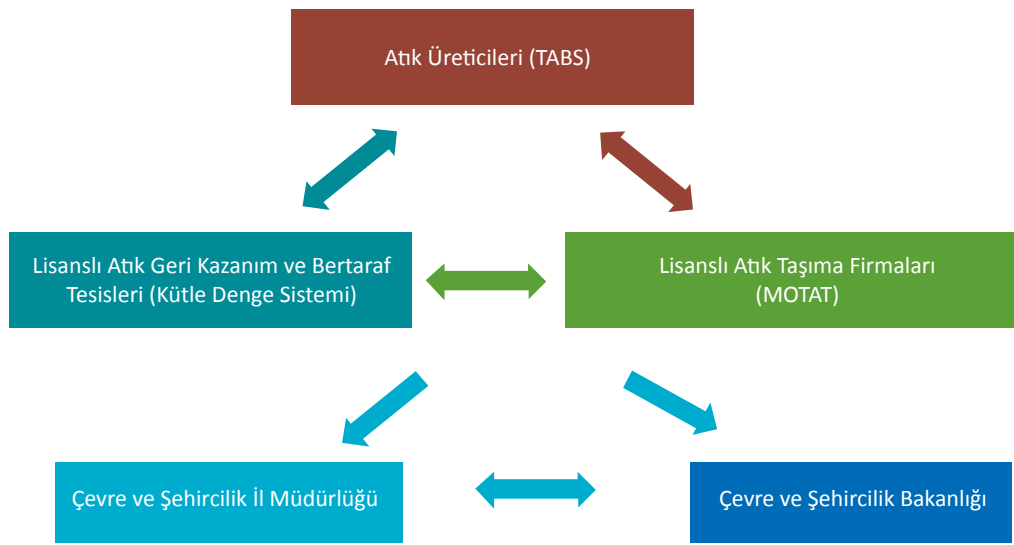 Atık Üreticileri (TABS)
Lisanslı Atık Geri Kazanım ve Bertaraf
Tesisleri (Kütle Denge Sistemi)
Lisanslı Atık Taşıma Firmaları
(MOTAT)
Çevre ve Şehircilik İl Müdürlüğü
Çevre ve Şehircilik Bakanlığı